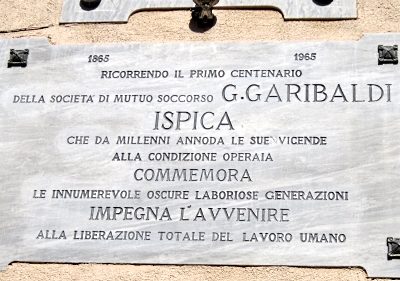 1865 1965
RICORRENDO IL PRIMO CENTENARIO
DELLA SOCIETÀ DI MUTUO SOCCORSO G. GARIBALDI
ISPICA
CHE DA MILLENNI ANNODA LE SUE VICENDE
ALLA CONDIZIONE OPERAIA
COMMEMORA
LE INNUMEREVOLE OSCURE LABORIOSE GENERAZIONI
IMPEGNA L'AVVENIRE
ALLA LIBERAZIONE TOTALE DEL LAVORO UMANO